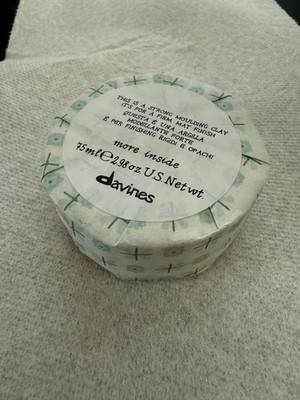 THIS IS A STRONG MOULDING CLAY
IT'S FOR A FIRM, MAT FINISH
QUESTA È UNA ARGILLA
MODELLANTE FORTE
E PER FINISHING RIGIDI E OPACHI
more inside
75ml ℮ 2.98 oz U.S. Net wt.
davines